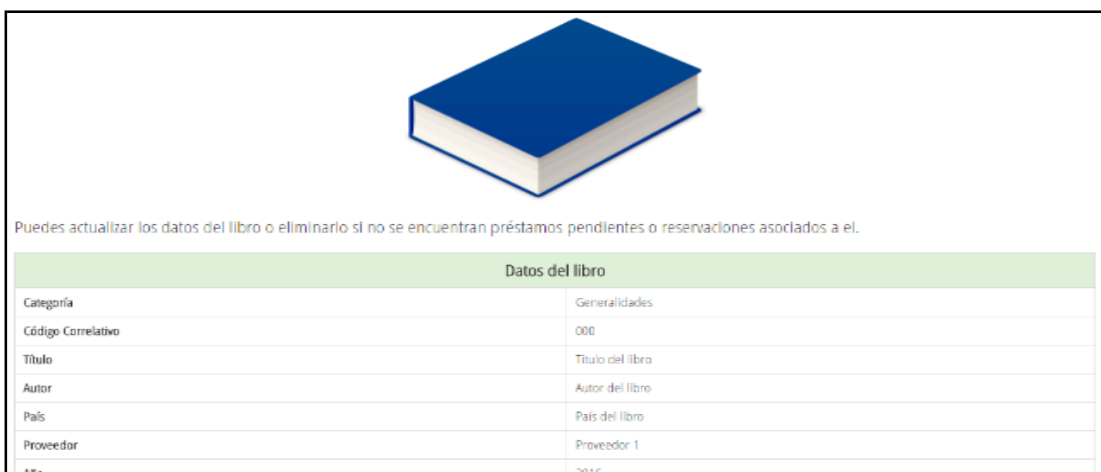 Puedes actualizar los datos del libro o eliminarlo si no se encuentran préstamos pendientes o reservaciones asociados a el.
Datos del libro
Categoría Generalidades
Código Correlativo 000
Título Titulo del libro
Autor Autor del libro
País País del libro
Proveedor Proveedor 1